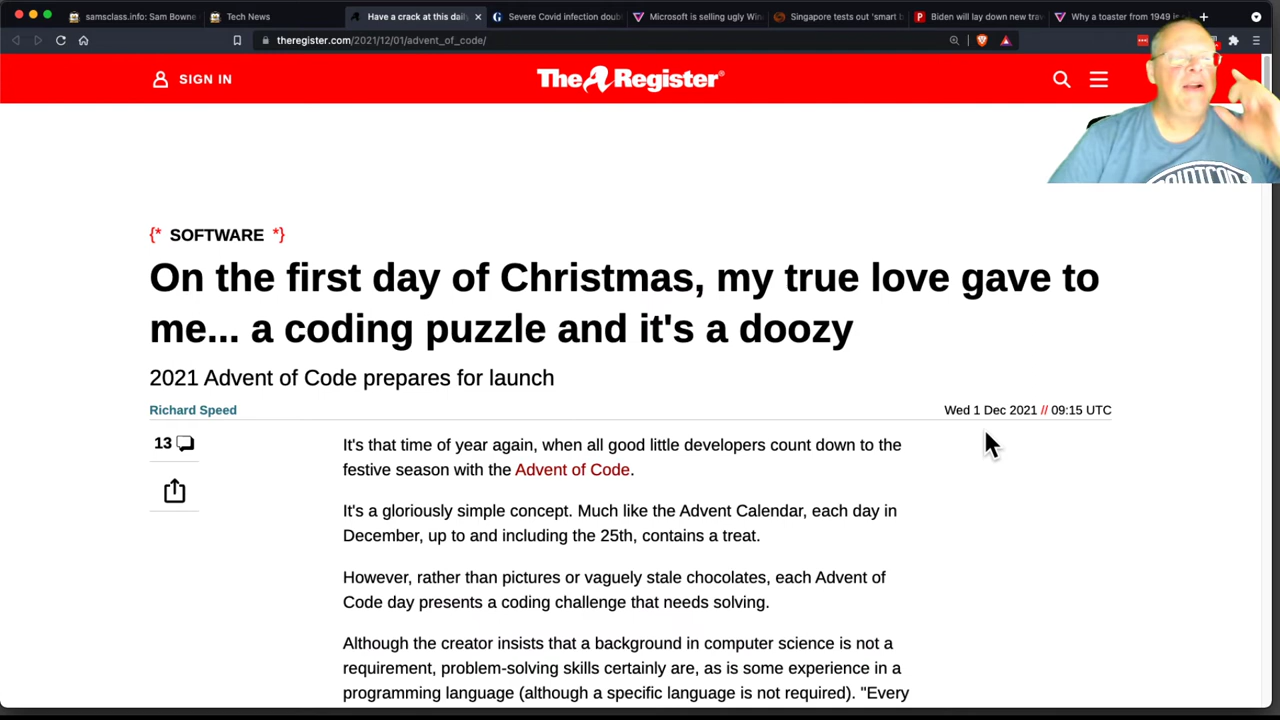 samsclass.info: Sam Bowne
Tech News
Have a crack at this dail
Severe Covid infection doub
Microsoft is selling ugly Win
Singapore tests out 'smart
Biden will lay down new trav
Why a toaster from 1949 is
theregister.com/2021/12/01/advent_of_code/
SIGN IN
The Register
{* SOFTWARE *}
On the first day of Christmas, my true love gave to
me... a coding puzzle and it's a doozy
2021 Advent of Code prepares for launch
Richard Speed
Wed 1 Dec 2021 // 09:15 UTC
13
It's that time of year again, when all good little developers count down to the
festive season with the Advent of Code.
It's a gloriously simple concept. Much like the Advent Calendar, each day in
December, up to and including the 25th, contains a treat.
However, rather than pictures or vaguely stale chocolates, each Advent of
Code day presents a coding challenge that needs solving.
Although the creator insists that a background in computer science is not a
requirement, problem-solving skills certainly are, as is some experience in a
programming language (although a specific language is not required). "Every